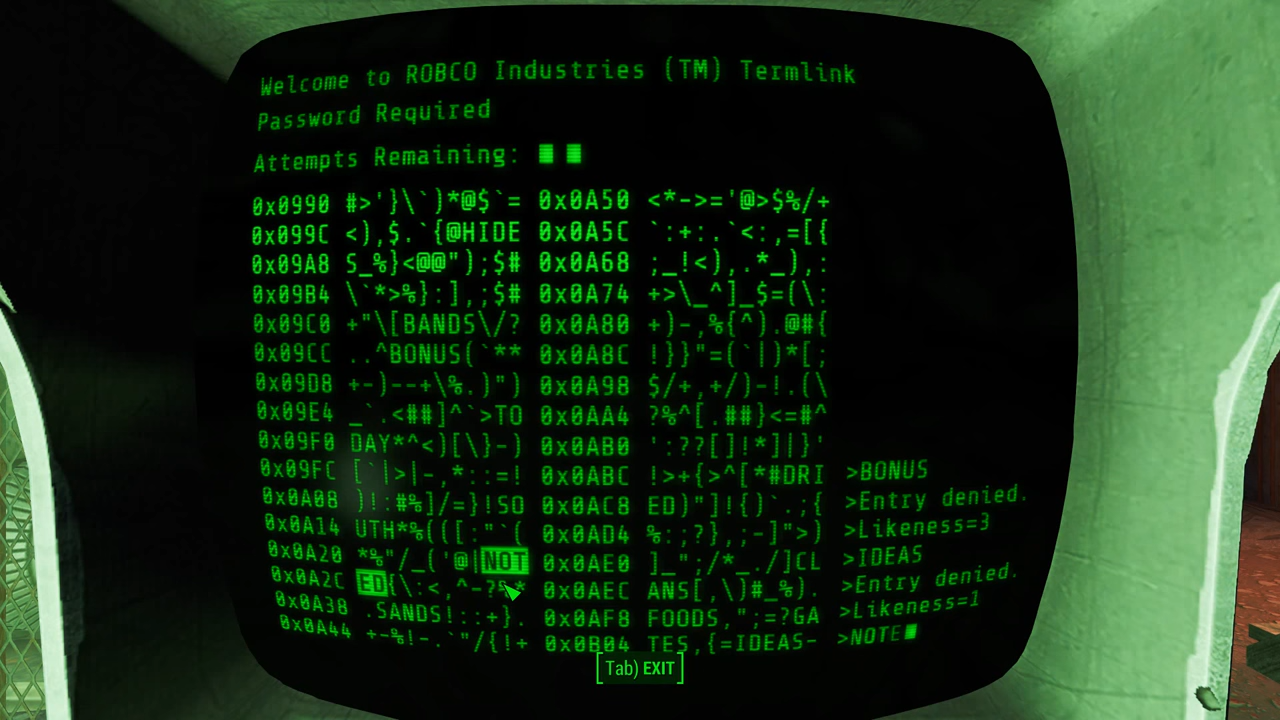 Welcome to ROBCO Industries (TM) Termlink
Password Required
Attempts Remaining: ■ ■
0x0990 #>'}\`)*@$`= 0x0A50 <*->='@>$%/+
0x099C <),$.`{@HIDE 0x0A5C `:+:.`<:,=[{
0x09A8 S_%}<@@");$# 0x0A68 ;_!<),.*_),:
0x09B4 \`*>%}:],;$# 0x0A74 +>\_^]_$=(\:
0x09C0 +"\[BANDS\/? 0x0A80 +)-,%{^).@#{
0x09CC ..^BONUS(`** 0x0A8C !}}"=(`|)*[;
0x09D8 +-)--+\%.)") 0x0A98 $/+,+/)-!.(\
0x09E4 _`.<##]^`>TO 0x0AA4 ?%^[.##}<=#^
0x09F0 DAY*^<)[\}-) 0x0AB0 ':??[]!*]|}'
0x09FC [`|>|-,*::=! 0x0ABC !>+{>^[*#DRI >BONUS
0x0A08 )!:#%]/=}!SO 0x0AC8 ED)"]!{)`.;{ >Entry denied.
0x0A14 UTH*%(([:"`( 0x0AD4 %:;?},;-]">) >Likeness=3
0x0A20 *%"/_('@|NOT 0x0AE0 ]_";/*_./]CL >IDEAS
0x0A2C ED{\:<,^-?%* 0x0AEC ANS[,\)#_%). >Entry denied.
0x0A38 .SANDS!::+}. 0x0AF8 FOODS,";=?GA >Likeness=1
0x0A44 +-%!-.`"/{!+ 0x0B04 TES,{=IDEAS- >NOTE■
Tab) EXIT